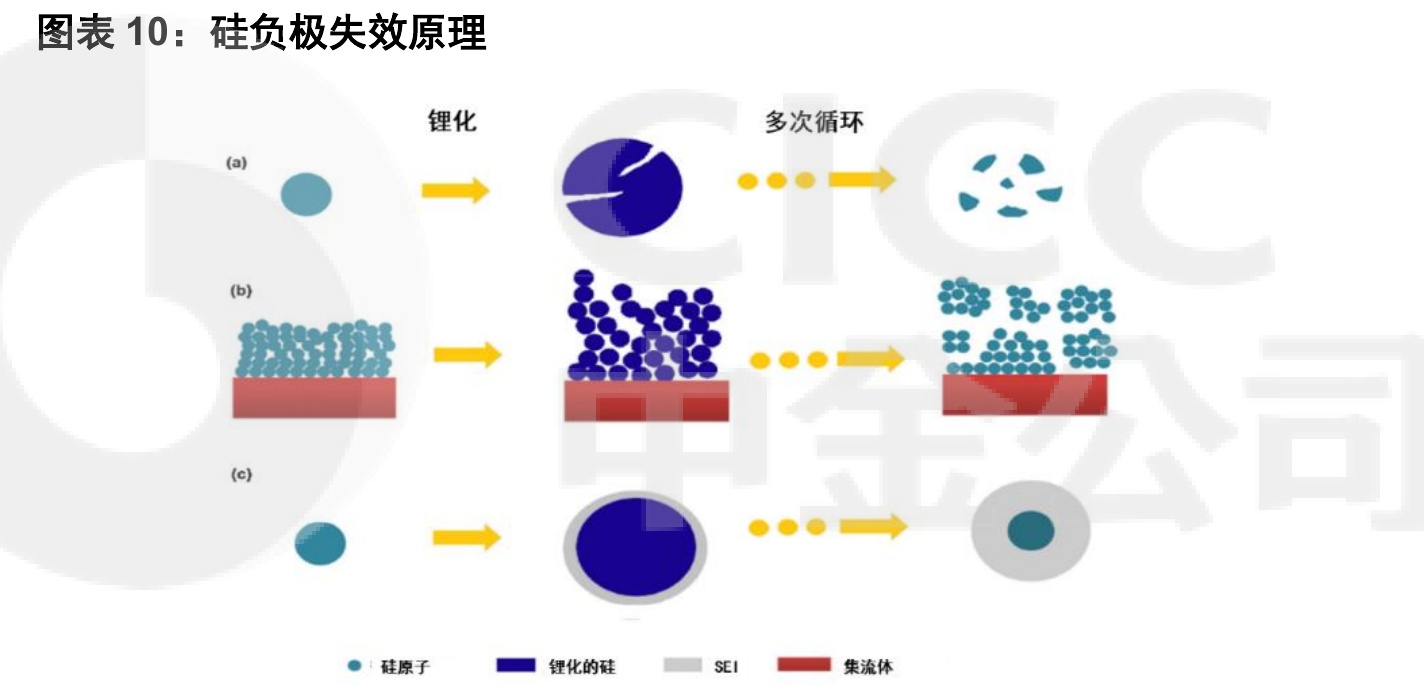 图表 10：硅负极失效原理
锂化 多次循环
(a)
(b)
(c)
硅原子 锂化的硅 SEI 集流体
CICC
中金公司